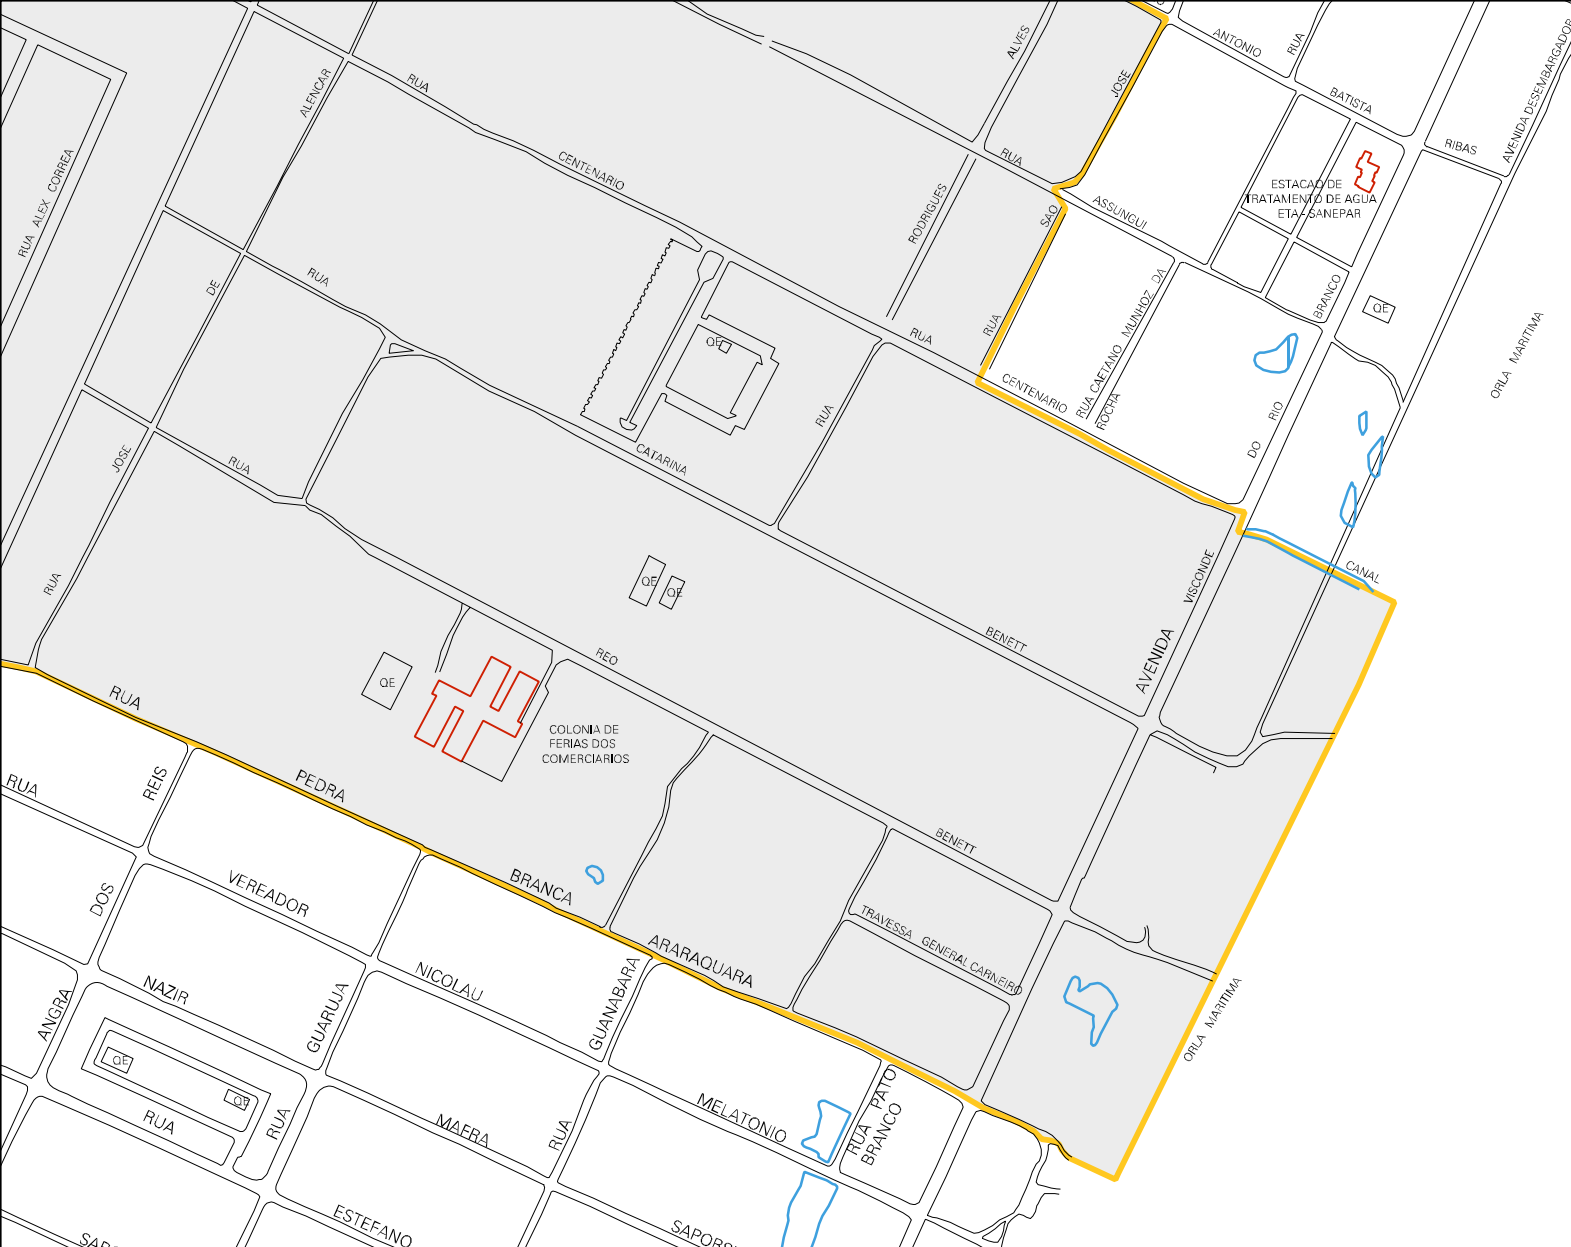 ANTONIO
RUA
BATISTA
RIBAS
AVENIDA DESEMBARGADOR
ALVES
JOSE
RUA
ALENCAR
RUA
CENTENARIO
RUA ALEX CORREA
ESTACAO DE
TRATAMENTO DE AGUA
ETA - SANEPAR
RODRIGUES
SAO
ASSUNGUI
RUA
DE
RUA
RUA
CENTENARIO
RUA CAETANO MUNHOZ DA
ROCHA
BRANCO
QE
ORLA MARITIMA
QE
RUA
CATARINA
RIO
DO
JOSE
RUA
RUA
CANAL
VISCONDE
AVENIDA
QE
QE
BENETT
REO
QE
COLONIA DE
FERIAS DOS
COMERCIARIOS
RUA
PEDRA
BRANCA
ARARAQUARA
BENETT
TRAVESSA GENERAL CARNEIRO
ORLA MARITIMA
RUA
REIS
DOS
ANGRA
VEREADOR
NICOLAU
MELATONIO
NAZIR
GUARUJA
GUANABARA
RUA PATO
BRANCO
QE
QE
RUA
RUA
MAFRA
RUA
ESTEFANO